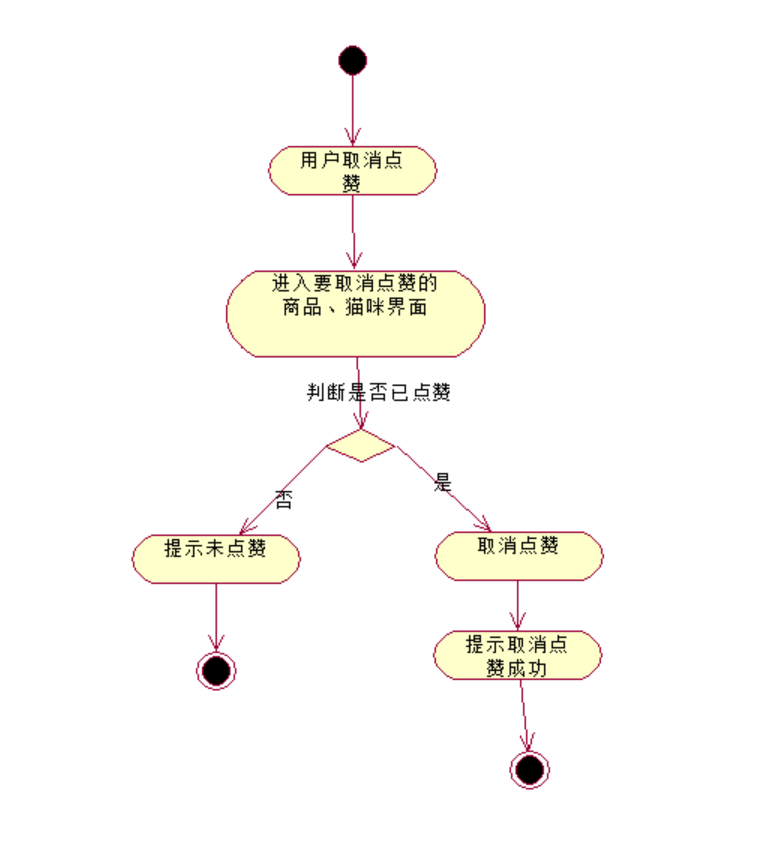 用户取消点
赞
进入要取消点赞的
商品、猫咪界面
判断是否已点赞
否
是
提示未点赞
取消点赞
提示取消点
赞成功